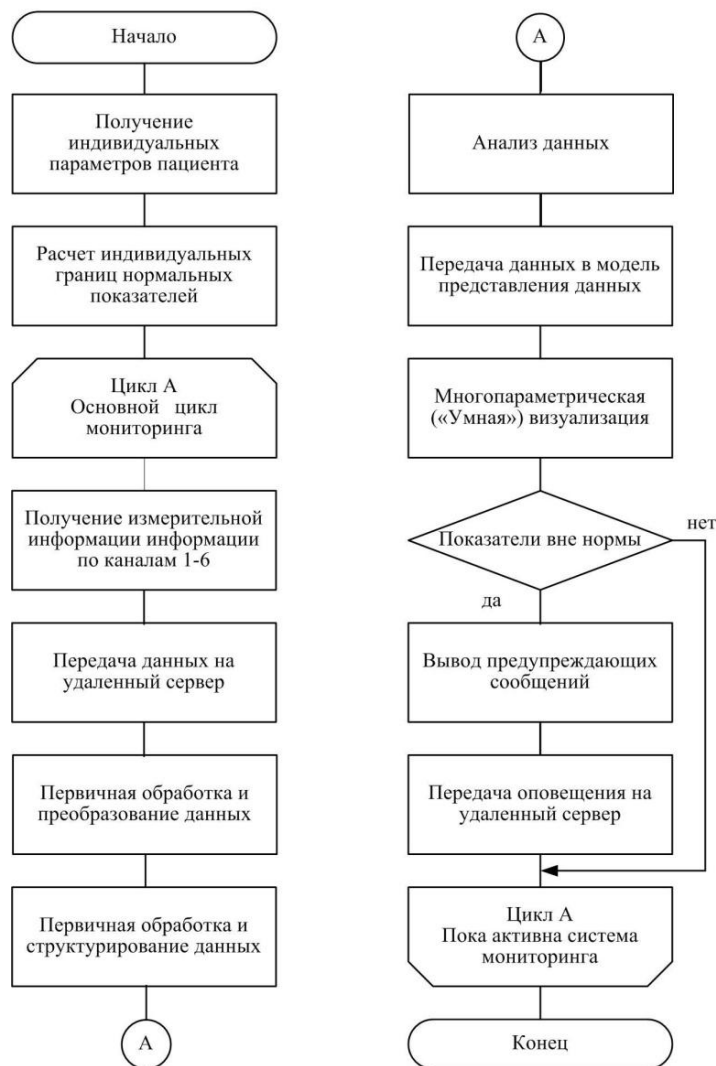 Начало
Получение
индивидуальных
параметров пациента
Расчет индивидуальных
границ нормальных
показателей
Цикл А
Основной цикл
мониторинга
Получение измерительной
информации информации
по каналам 1-6
Передача данных на
удаленный сервер
Первичная обработка и
преобразование данных
Первичная обработка и
структурирование данных
А
А
Анализ данных
Передача данных в модель
представления данных
Многопараметрическая
(«Умная») визуализация
Показатели вне нормы
нет
да
Вывод предупреждающих
сообщений
Передача оповещения на
удаленный сервер
Цикл А
Пока активна система
мониторинга
Конец